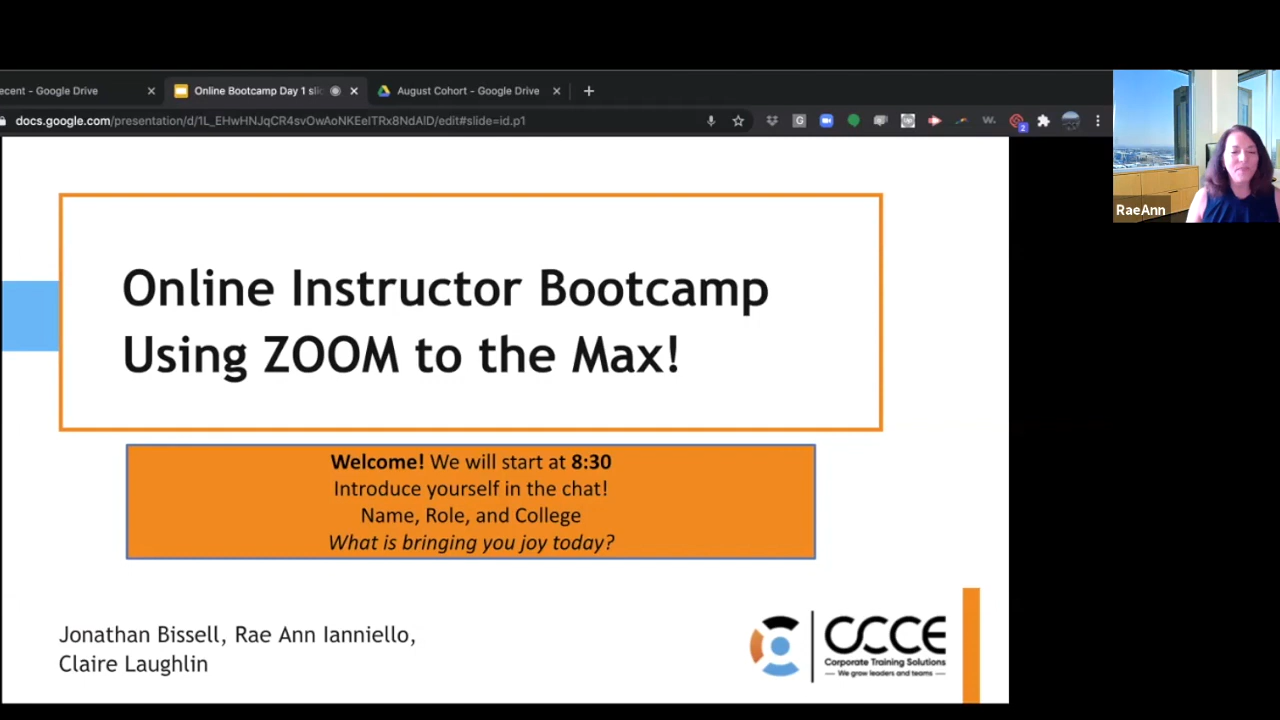 ecent - Google Drive
Online Bootcamp Day 1 slid
August Cohort - Google Drive
docs.google.com/presentation/d/1L_EHwHNJqCR4svOwAoNKEeITRx8NdAID/edit#slide=id.p1
RaeAnn
Online Instructor Bootcamp
Using ZOOM to the Max!
Welcome! We will start at 8:30
Introduce yourself in the chat!
Name, Role, and College
What is bringing you joy today?
Jonathan Bissell, Rae Ann Ianniello,
Claire Laughlin
CCCE
Corporate Training Solutions
— We grow leaders and teams —